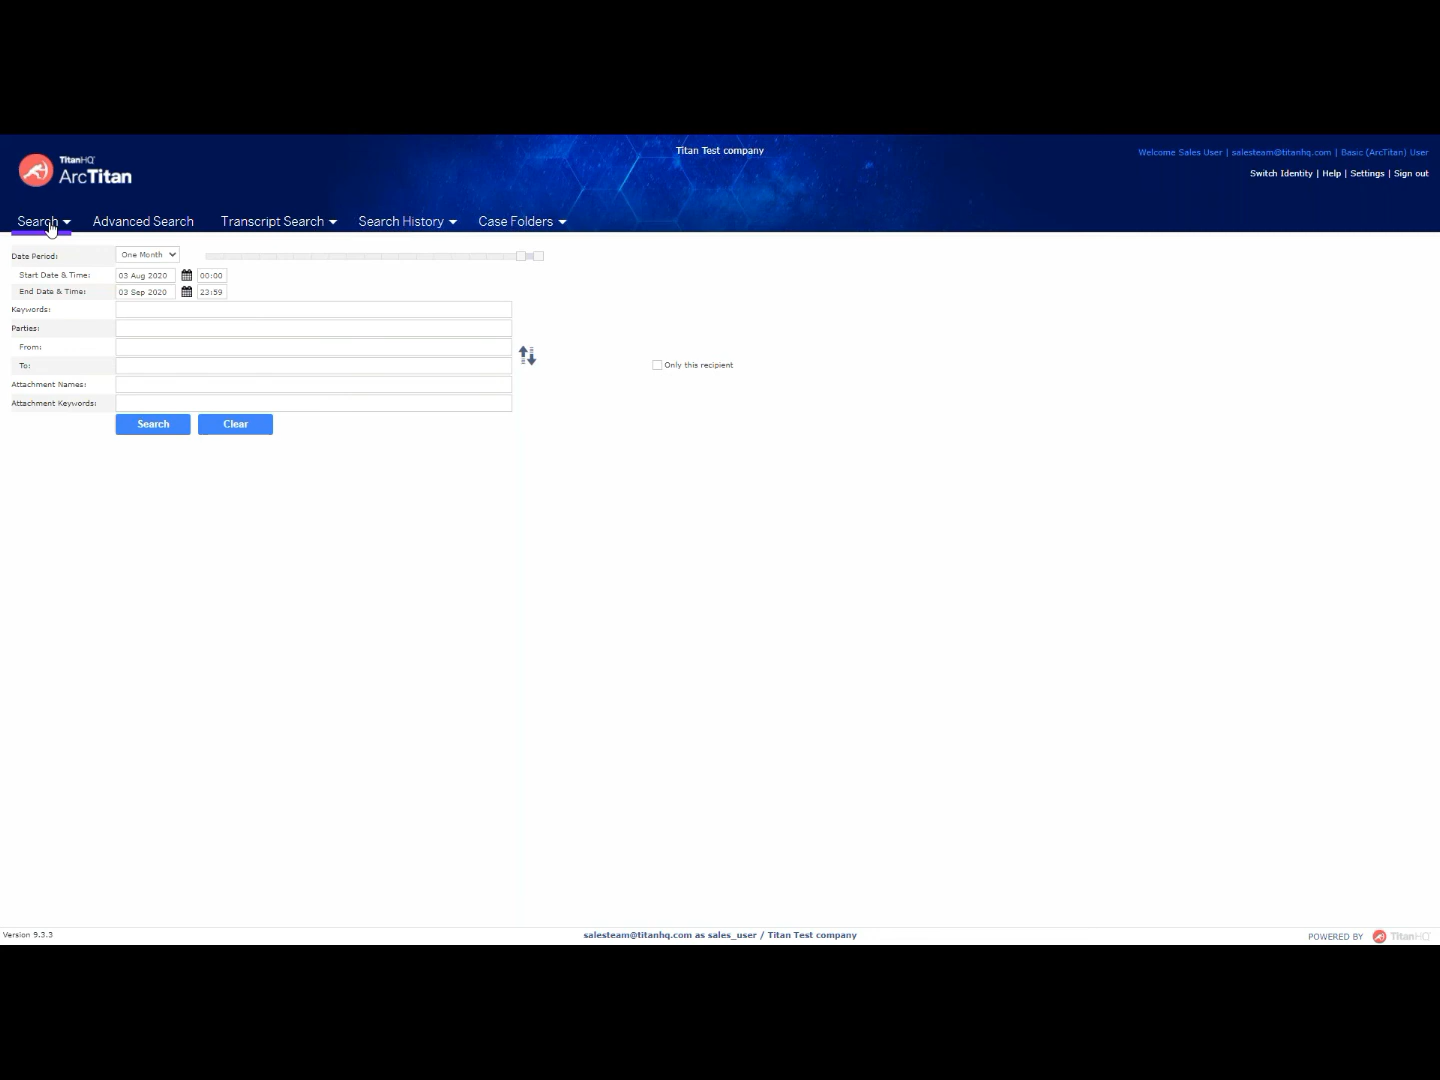 Titan Test company
Welcome Sales User | salesteam@titanhq.com | Basic (ArcTitan) User
TitanHQ
ArcTitan
Switch Identity | Help | Settings | Sign out
Search Advanced Search Transcript Search Search History Case Folders
Date Period: One Month
Start Date & Time: 03 Aug 2020 00:00
End Date & Time: 03 Sep 2020 23:59
Keywords:
Parties:
From:
To: Only this recipient
Attachment Names:
Attachment Keywords:
Search Clear
Version 9.3.3 salesteam@titanhq.com as sales_user / Titan Test company POWERED BY TitanHQ